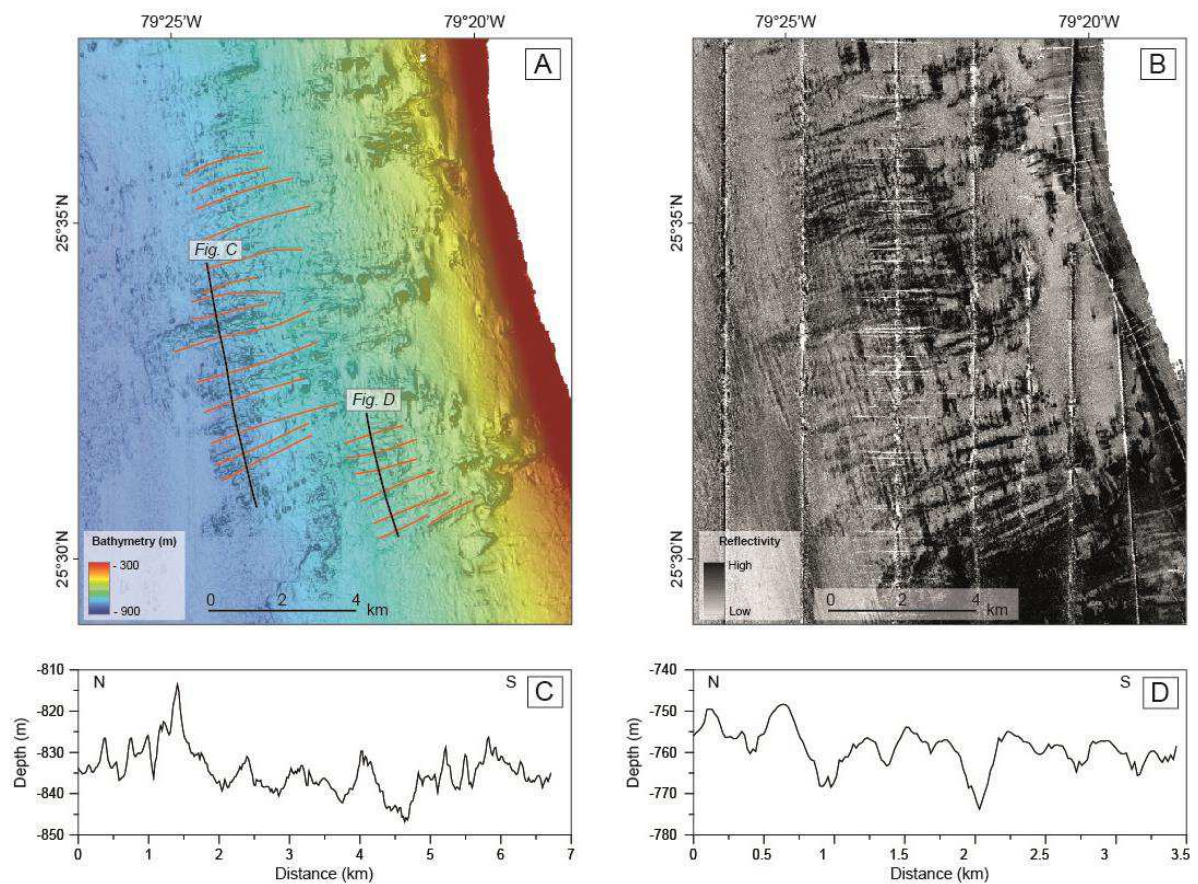 79°25'W
79°20'W
79°25'W
79°20'W
A
B
25°35'N
25°30'N
25°35'N
25°30'N
Fig. C
Fig. D
Bathymetry (m)
- 300
- 900
0 2 4
km
Reflectivity
High
Low
0 2 4
km
Depth (m)
-810
-820
-830
-840
-850
N
S
C
0 1 2 3 4 5 6 7
Distance (km)
Depth (m)
-740
-750
-760
-770
-780
N
S
D
0 0.5 1 1.5 2 2.5 3 3.5
Distance (km)